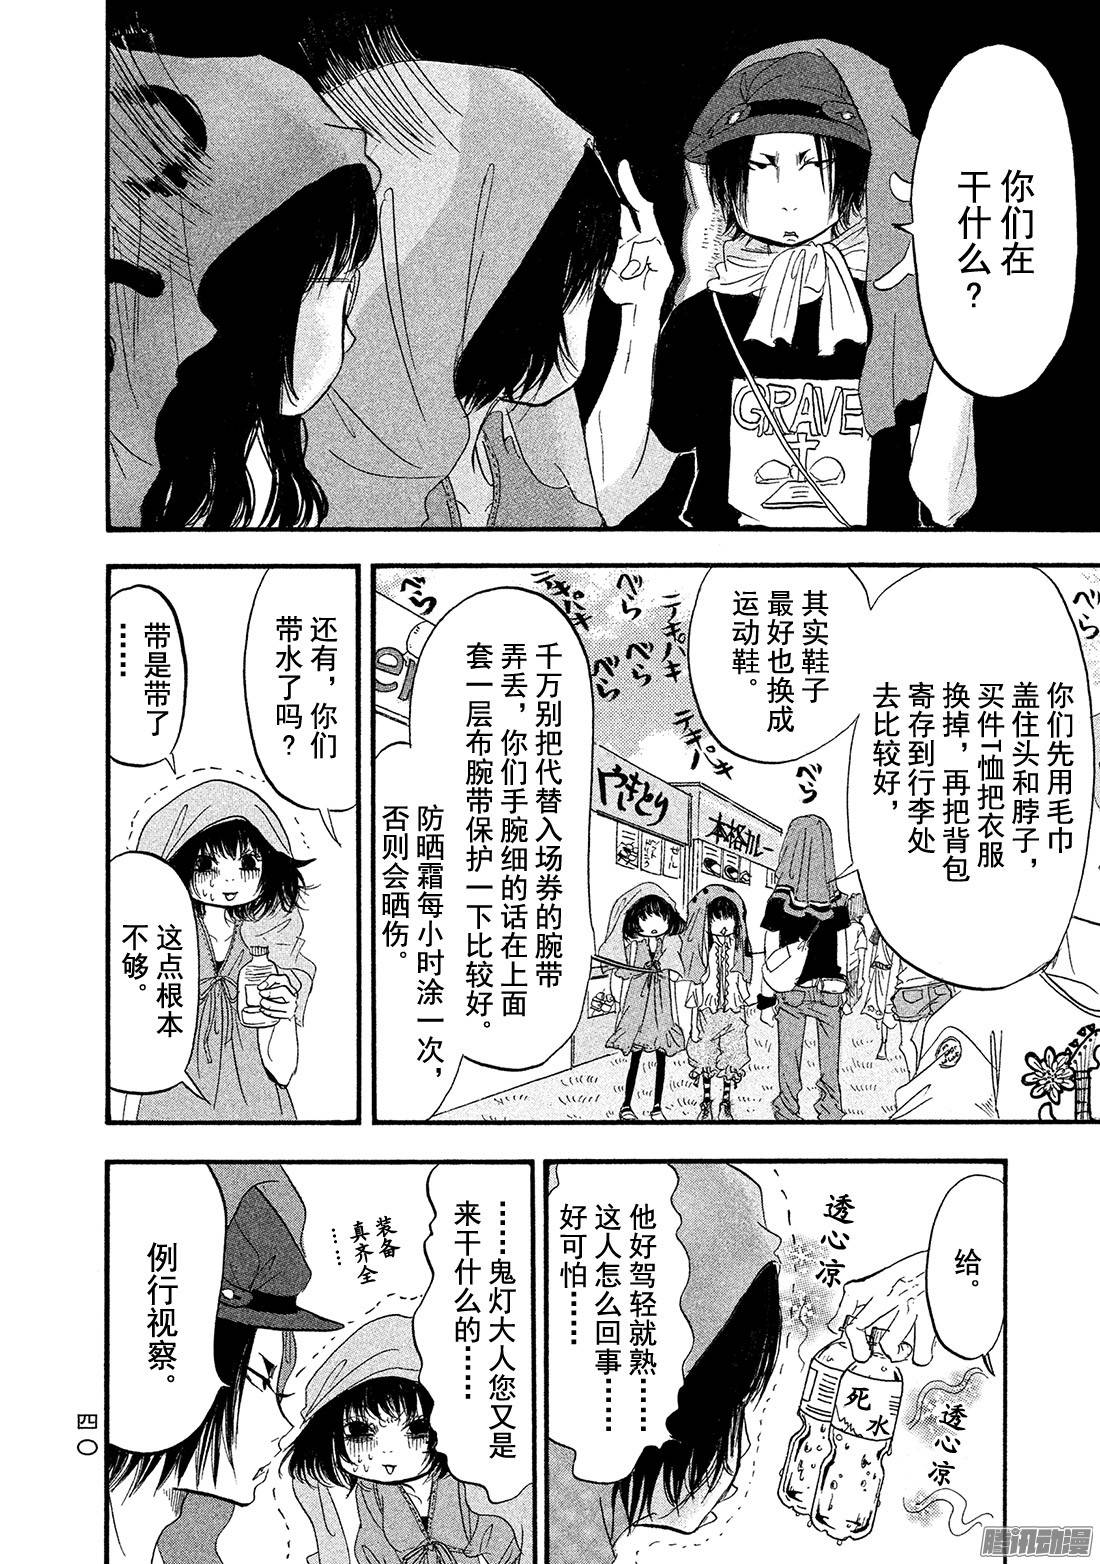 你们在
干什么？
GRAVE
你们先用毛巾
盖住头和脖子，
买件T恤把衣服
换掉，再把背包
寄存到行李处
去比较好，
其实鞋子
最好也换成
运动鞋。
べら
べら
べら
べら
べら
テキパキ
テキパキ
テキパキ
やきとり
本格カレー
千万别把代替入场券的腕带
弄丢，你们手腕细的话在上面
套一层布腕带保护一下比较好。
防晒霜每小时涂一次，
否则会晒伤。
还有，你们
带水了吗？
带是带了
……
这点根本
不够。
给。
透心凉
透心凉
死水
他好驾轻就熟……
这人怎么回事……
好可怕……
……鬼灯大人您又是
来干什么的……
装备
真齐全
……
例行视察。
四〇
腾讯动漫